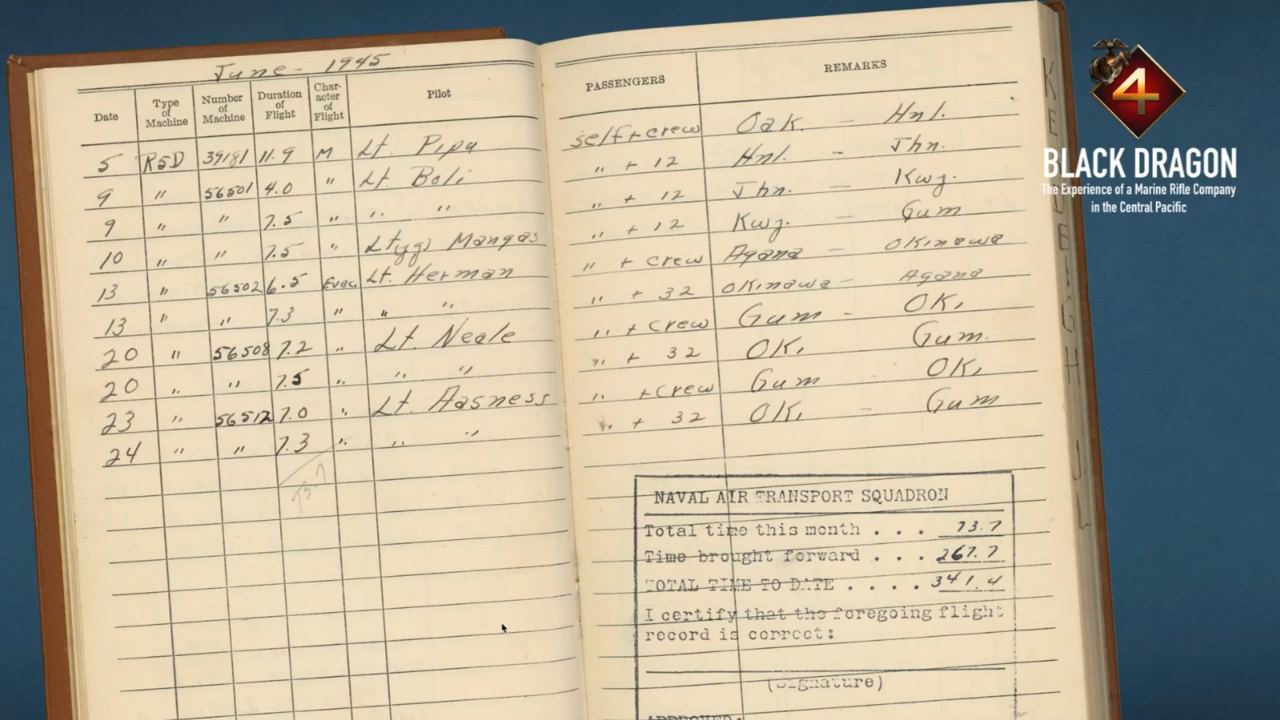 June - 1945
Date Type of Machine Number of Machine Duration of Flight Character of Flight Pilot PASSENGERS REMARKS
5 R5D 39181 11.9 M Lt. Pipa self + crew Oak. - Hnl.
9 " 56501 4.0 " Lt Boli " + 12 Hnl. - Jhn.
9 " " 7.5 " " " " + 12 Jhn. - Kwj.
10 " " 7.5 " Ltyg) Mangas " + 12 Kwj. - Gum
13 " 56502 6.5 Evac. Lt. Herman " + crew Agana - Okinawa
13 " " 7.3 " " " " + 32 Okinawa - Agana
20 " 56508 7.2 " Lt. Neale " + crew Gum - OK.
20 " " 7.5 " " " " + 32 OK. Gum.
23 " 56512 7.0 " Lt. Aasness " + crew Gum - OK.
24 " " 7.3 " " " " + 32 OK. - Gum
73.7
NAVAL AIR TRANSPORT SQUADRON
Total time this month . . . 73.7
Time brought forward . . . 267.7
TOTAL TIME TO DATE . . . . 341.4
I certify that the foregoing flight
record is correct:
(Signature)
APPROVED:
4
BLACK DRAGON
The Experience of a Marine Rifle Company
in the Central Pacific